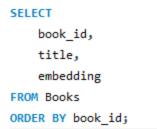 SELECT
    book_id,
    title,
    embedding
FROM Books
ORDER BY book_id;